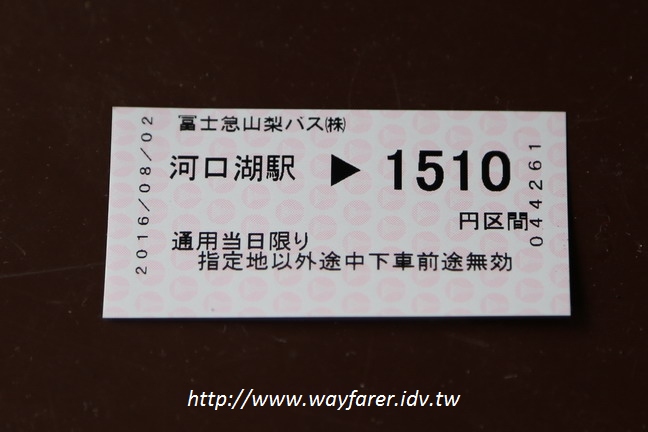 2016/08/02
富士急山梨バス㈱
河口湖駅 ▶ 1510
円区間
044261
通用当日限り
指定地以外途中下車前途無効
http://www.wayfarer.idv.tw